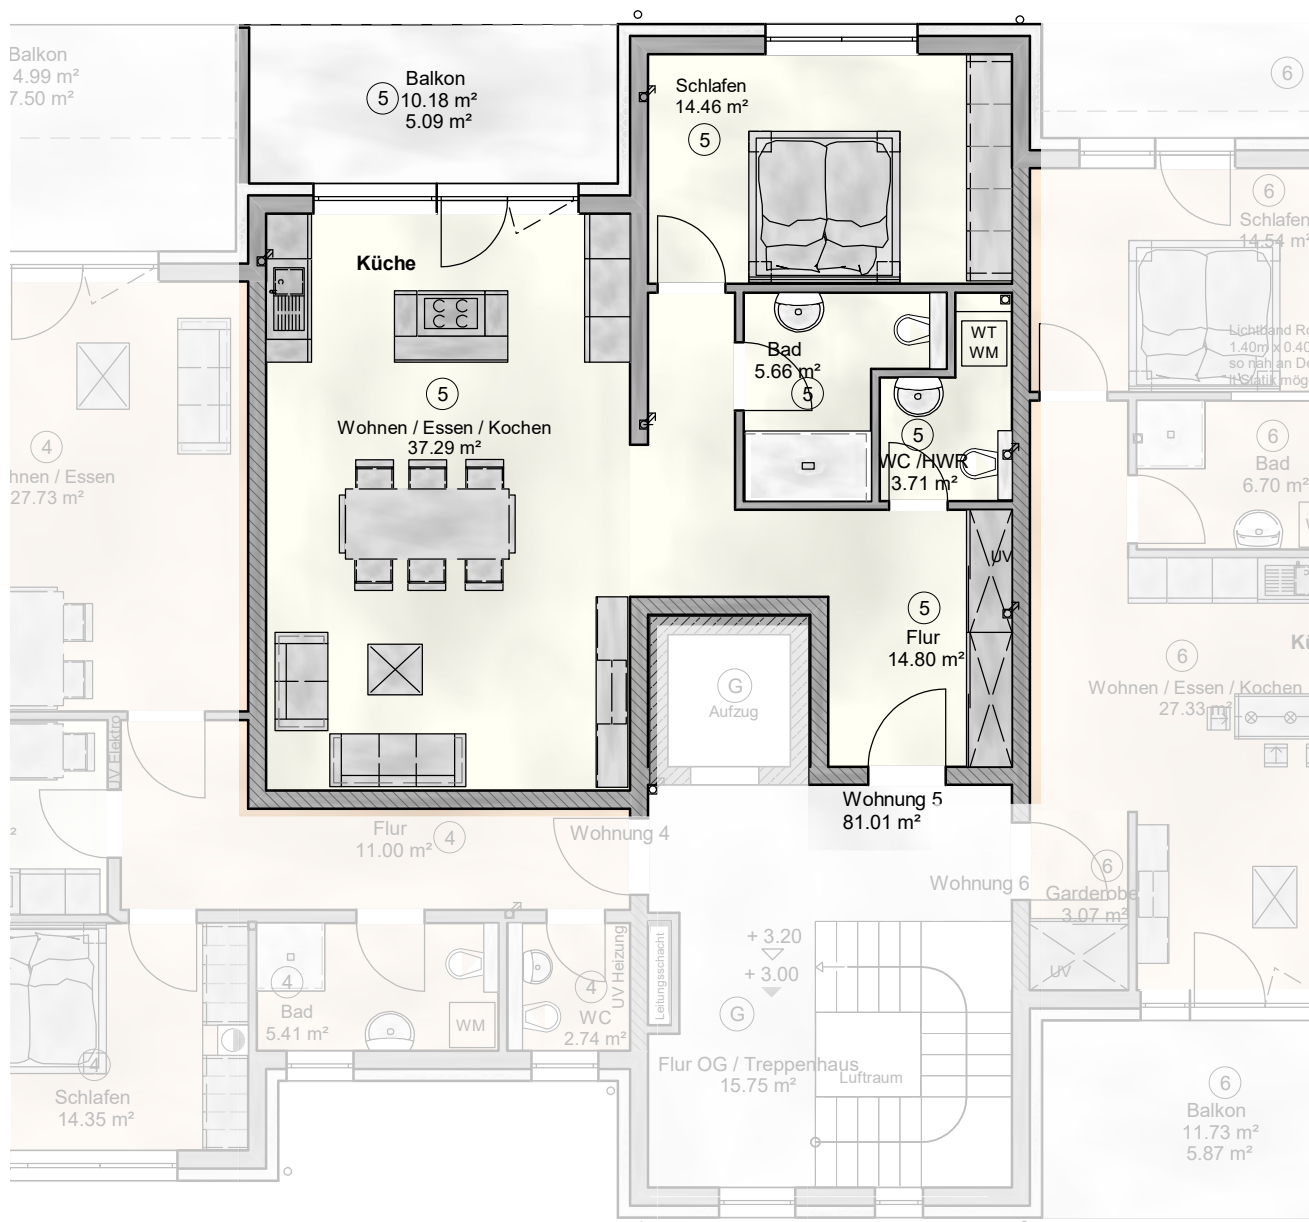 Balkon
4.99 m²
7.50 m²
Balkon
5
10.18 m²
5.09 m²
Schlafen
14.46 m²
5
6
6
Schlafen
14.54 m²
Küche
WT
WM
Bad
5.66 m²
5
5
Wohnen / Essen / Kochen
37.29 m²
5
WC /HWR
3.71 m²
4
27.73 m²
6
Bad
6.70 m²
UV
5
Flur
14.80 m²
G
Aufzug
6
Wohnen / Essen / Kochen
27.33 m²
UV Elektro
Wohnung 5
81.01 m²
Flur
11.00 m²
4
Wohnung 4
Wohnung 6
6
Garderobe
3.07 m²
UV
+ 3.20
+ 3.00
G
Leitungsschacht
UV Heizung
4
Bad
5.41 m²
WM
4
WC
2.74 m²
4
Schlafen
14.35 m²
Flur OG / Treppenhaus
15.75 m²
Luftraum
6
Balkon
11.73 m²
5.87 m²